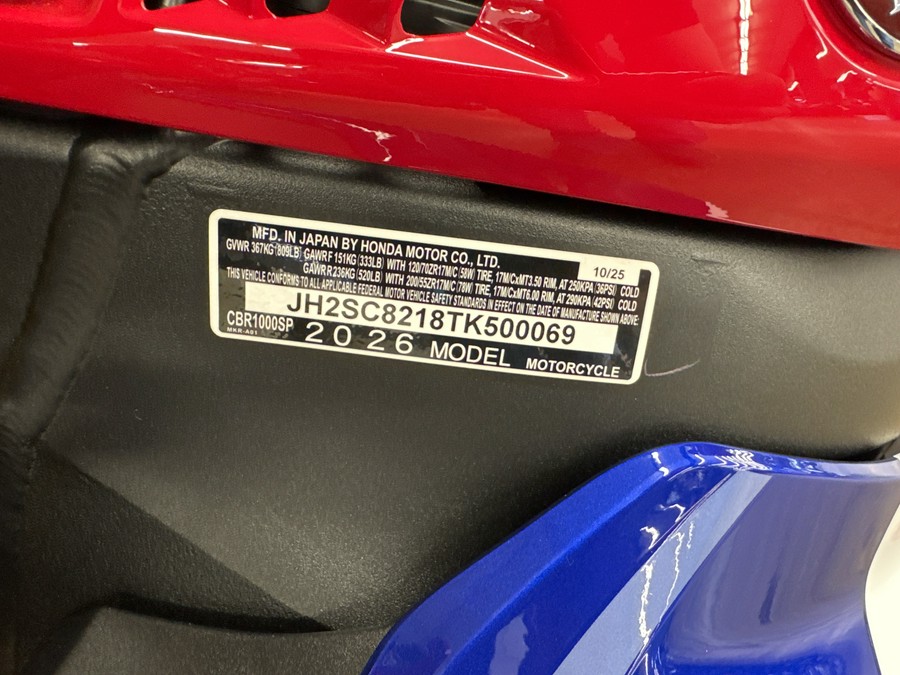 MFD. IN JAPAN BY HONDA MOTOR CO., LTD. 10/25
GVWR 367KG (809LB) GAWR F 151KG (333LB) WITH 120/70ZR17M/C (58W) TIRE, 17M/CxMT3.50 RIM, AT 250KPA (36PSI) COLD
GAWR R 236KG (520LB) WITH 200/55ZR17M/C (78W) TIRE, 17M/CxMT6.00 RIM, AT 290KPA (42PSI) COLD
THIS VEHICLE CONFORMS TO ALL APPLICABLE FEDERAL MOTOR VEHICLE SAFETY STANDARDS IN EFFECT ON THE DATE OF MANUFACTURE SHOWN ABOVE:
JH2SC8218TK500069
CBR1000SP 2026 MODEL MOTORCYCLE
MKR-A01